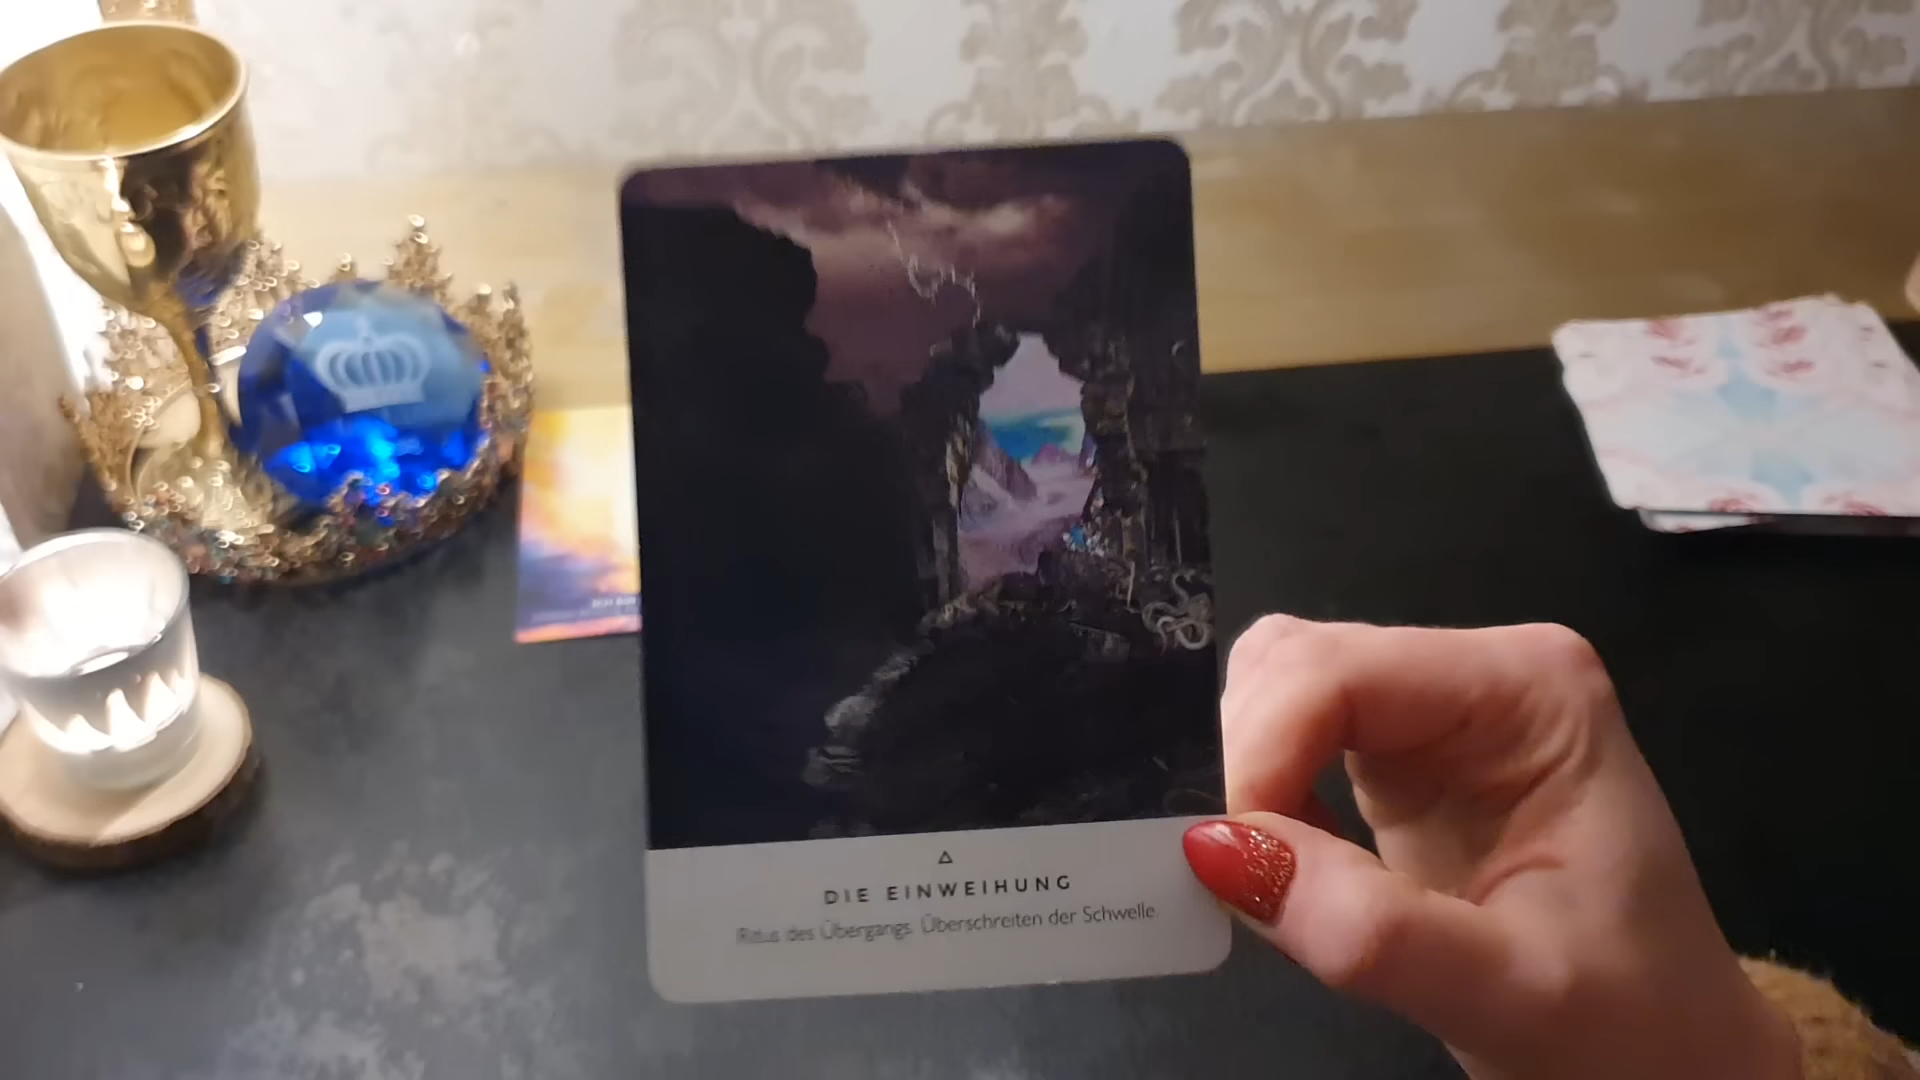 DIE EINWEIHUNG
Ritus des Übergangs. Überschreiten der Schwelle.